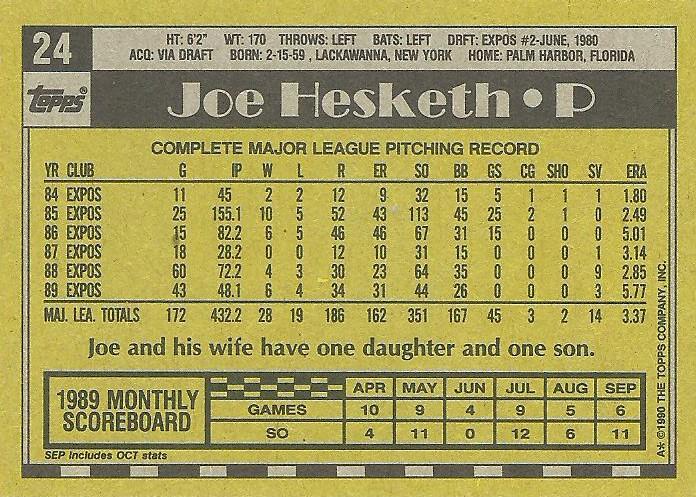 24
HT: 6'2" WT: 170 THROWS: LEFT BATS: LEFT DRFT: EXPOS #2-JUNE, 1980
ACQ: VIA DRAFT BORN: 2-15-59 , LACKAWANNA, NEW YORK HOME: PALM HARBOR, FLORIDA
Topps®
Joe Hesketh • P
COMPLETE MAJOR LEAGUE PITCHING RECORD
YR CLUB G IP W L R ER SO BB GS CG SHO SV ERA
84 EXPOS 11 45 2 2 12 9 32 15 5 1 1 1 1.80
85 EXPOS 25 155.1 10 5 52 43 113 45 25 2 1 0 2.49
86 EXPOS 15 82.2 6 5 46 46 67 31 15 0 0 0 5.01
87 EXPOS 18 28.2 0 0 12 10 31 15 0 0 0 1 3.14
88 EXPOS 60 72.2 4 3 30 23 64 35 0 0 0 9 2.85
89 EXPOS 43 48.1 6 4 34 31 44 26 0 0 0 3 5.77
MAJ. LEA. TOTALS 172 432.2 28 19 186 162 351 167 45 3 2 14 3.37
Joe and his wife have one daughter and one son.
1989 MONTHLY
SCOREBOARD
APR MAY JUN JUL AUG SEP
GAMES 10 9 4 9 5 6
SO 4 11 0 12 6 11
SEP Includes OCT stats
A* ©1990 THE TOPPS COMPANY, INC.